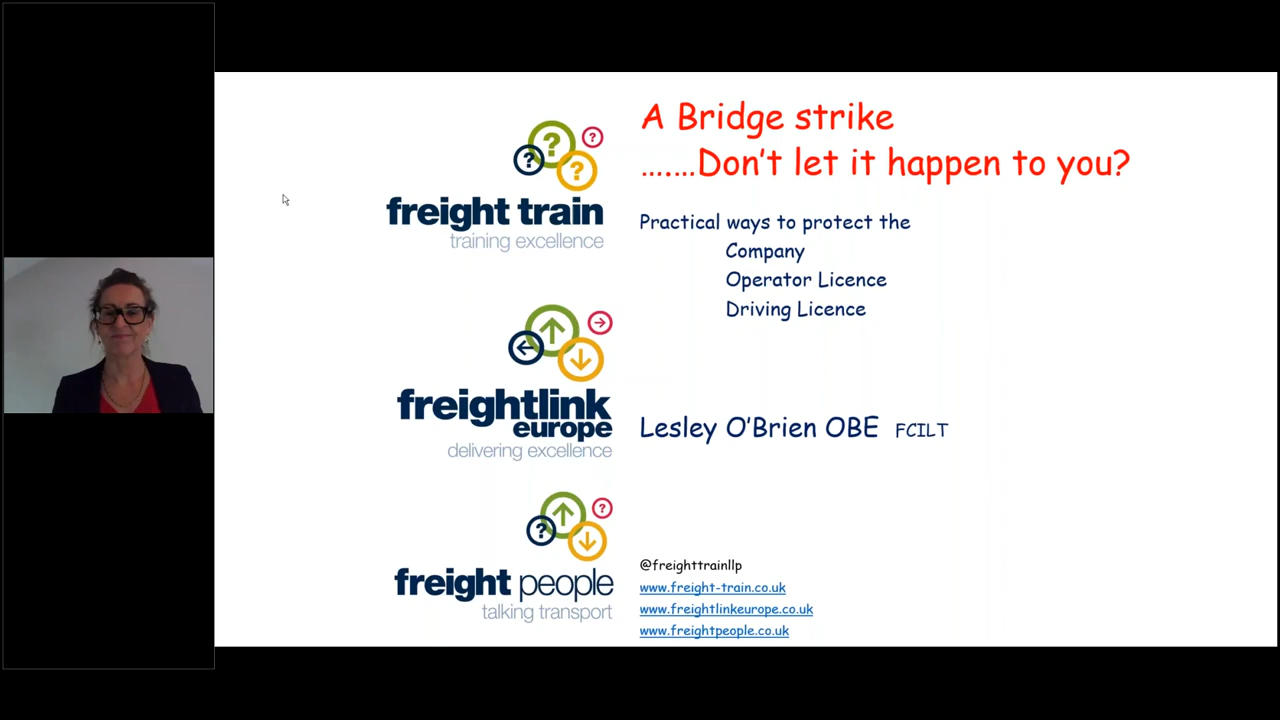 A Bridge strike
.......Don't let it happen to you?
Practical ways to protect the
Company
Operator Licence
Driving Licence
Lesley O'Brien OBE FCILT
@freighttrainllp
www.freight-train.co.uk
www.freightlinkeurope.co.uk
www.freightpeople.co.uk
? ? ?
freight train
training excellence
freightlink
europe
delivering excellence
? ?
freight people
talking transport